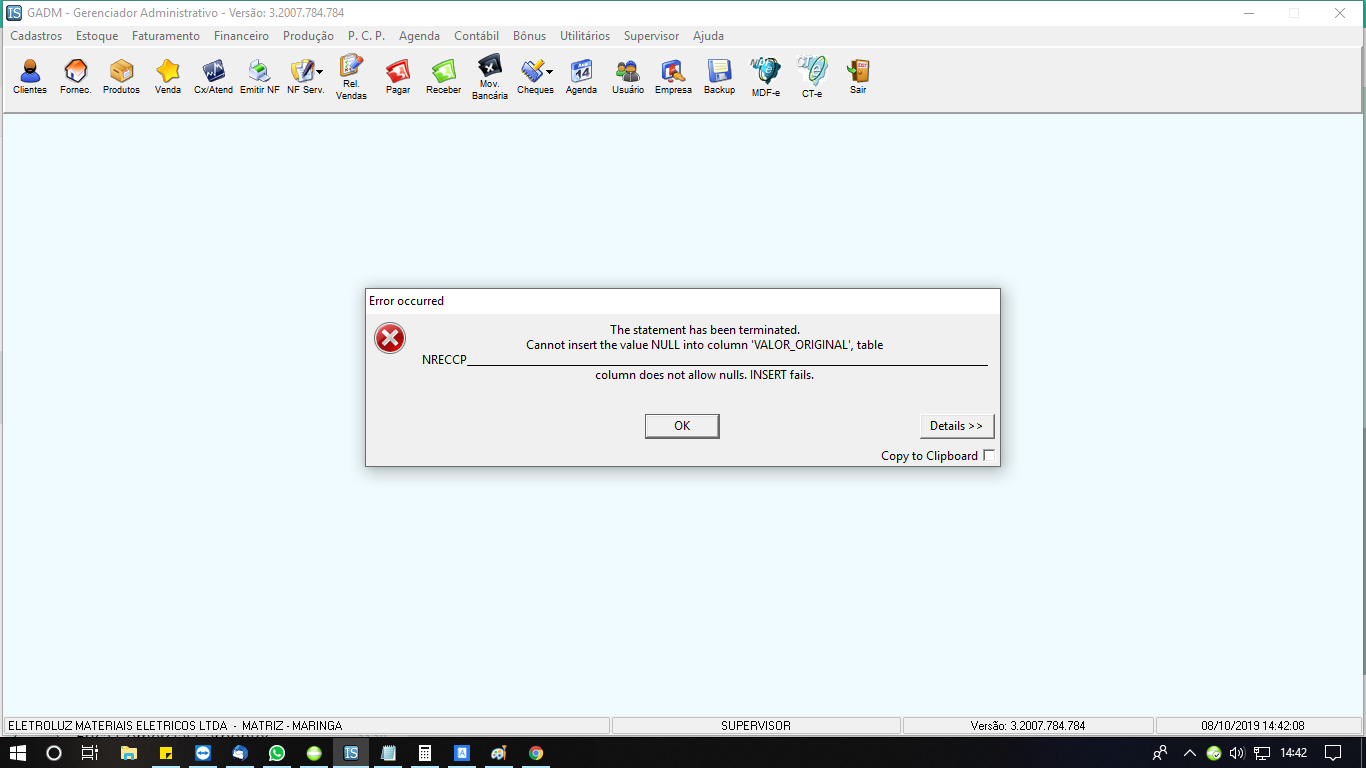 IS GADM - Gerenciador Administrativo - Versão: 3.2007.784.784
Cadastros Estoque Faturamento Financeiro Produção P. C. P. Agenda Contábil Bônus Utilitários Supervisor Ajuda
Clientes Fornec. Produtos Venda Cx/Atend Emitir NF NF Serv. Rel. Vendas Pagar Receber Mov. Bancária Cheques Agenda Usuário Empresa Backup MDF-e CT-e Sair
Error occurred
The statement has been terminated.
Cannot insert the value NULL into column 'VALOR_ORIGINAL', table
NRECCP
column does not allow nulls. INSERT fails.
OK
Details >>
Copy to Clipboard
ELETROLUZ MATERIAIS ELETRICOS LTDA - MATRIZ - MARINGA SUPERVISOR Versão: 3.2007.784.784 08/10/2019 14:42:08
IS 14:42